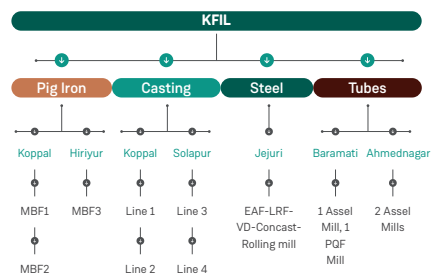 KFIL
Pig Iron
Casting
Steel
Tubes
Koppal
Hiriyur
Koppal
Solapur
Jejuri
Baramati
Ahmednagar
MBF1
MBF3
Line 1
Line 3
EAF-LRF-
VD-Concast-
Rolling mill
1 Assel
Mill, 1
PQF
Mill
2 Assel
Mills
MBF2
Line 2
Line 4